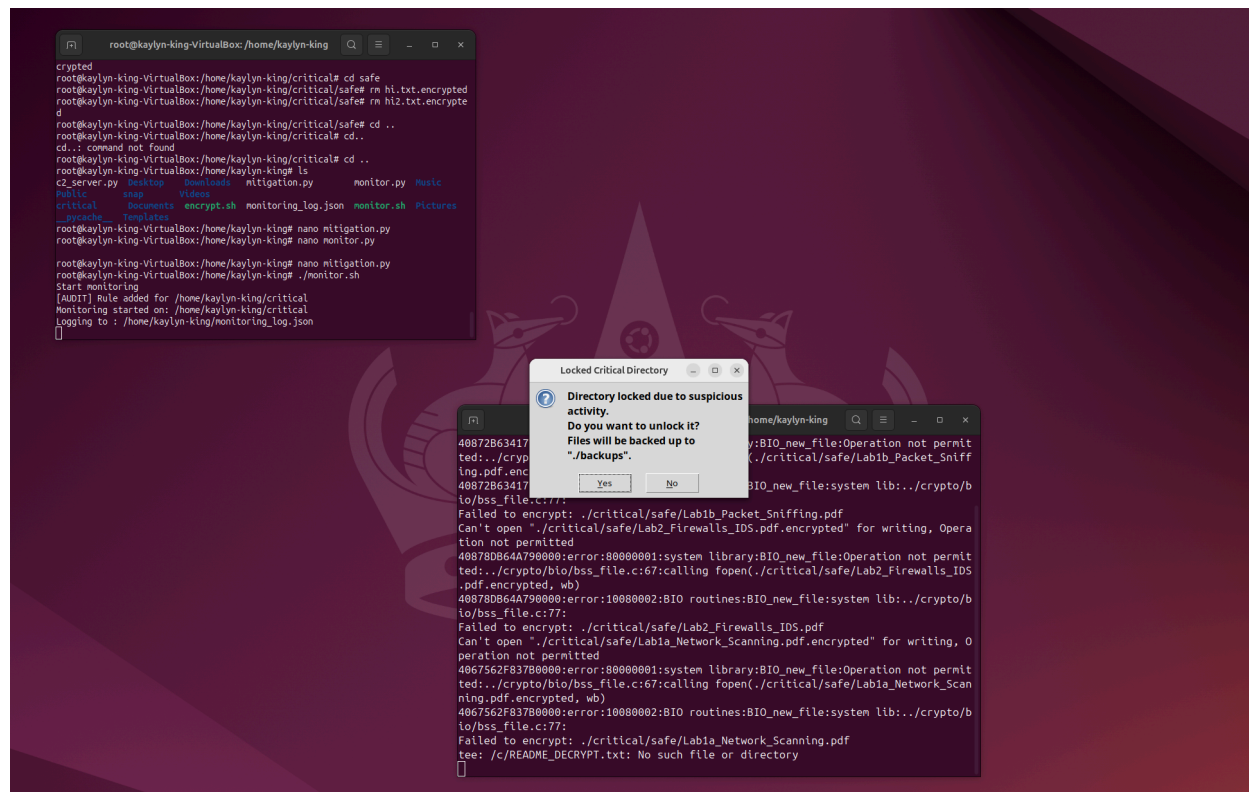 root@kaylyn-king-VirtualBox: /home/kaylyn-king
crypted
root@kaylyn-king-VirtualBox:/home/kaylyn-king/critical# cd safe
root@kaylyn-king-VirtualBox:/home/kaylyn-king/critical/safe# rm hi.txt.encrypted
root@kaylyn-king-VirtualBox:/home/kaylyn-king/critical/safe# rm hi2.txt.encrypte
d
root@kaylyn-king-VirtualBox:/home/kaylyn-king/critical/safe# cd ..
root@kaylyn-king-VirtualBox:/home/kaylyn-king/critical# cd..
cd..: command not found
root@kaylyn-king-VirtualBox:/home/kaylyn-king/critical# cd ..
root@kaylyn-king-VirtualBox:/home/kaylyn-king# ls
c2_server.py Desktop Downloads mitigation.py monitor.py Music
Public snap Videos
critical Documents encrypt.sh monitoring_log.json monitor.sh Pictures
__pycache__ Templates
root@kaylyn-king-VirtualBox:/home/kaylyn-king# nano mitigation.py
root@kaylyn-king-VirtualBox:/home/kaylyn-king# nano monitor.py
root@kaylyn-king-VirtualBox:/home/kaylyn-king# nano mitigation.py
root@kaylyn-king-VirtualBox:/home/kaylyn-king# ./monitor.sh
Start monitoring
[AUDIT] Rule added for /home/kaylyn-king/critical
Monitoring started on: /home/kaylyn-king/critical
Logging to : /home/kaylyn-king/monitoring_log.json
Locked Critical Directory
Directory locked due to suspicious
activity.
Do you want to unlock it?
Files will be backed up to
"./backups".
Yes No
home/kaylyn-king
40872B63417 y:BIO_new_file:Operation not permit
ted:../cryp (./critical/safe/Lab1b_Packet_Sniff
ing.pdf.enc
40872B63417 BIO_new_file:system lib:../crypto/b
io/bss_file.c:77:
Failed to encrypt: ./critical/safe/Lab1b_Packet_Sniffing.pdf
Can't open "./critical/safe/Lab2_Firewalls_IDS.pdf.encrypted" for writing, Opera
tion not permitted
40878DB64A790000:error:80000001:system library:BIO_new_file:Operation not permit
ted:../crypto/bio/bss_file.c:67:calling fopen(./critical/safe/Lab2_Firewalls_IDS
.pdf.encrypted, wb)
40878DB64A790000:error:10080002:BIO routines:BIO_new_file:system lib:../crypto/b
io/bss_file.c:77:
Failed to encrypt: ./critical/safe/Lab2_Firewalls_IDS.pdf
Can't open "./critical/safe/Lab1a_Network_Scanning.pdf.encrypted" for writing, O
peration not permitted
4067562F837B0000:error:80000001:system library:BIO_new_file:Operation not permit
ted:../crypto/bio/bss_file.c:67:calling fopen(./critical/safe/Lab1a_Network_Scan
ning.pdf.encrypted, wb)
4067562F837B0000:error:10080002:BIO routines:BIO_new_file:system lib:../crypto/b
io/bss_file.c:77:
Failed to encrypt: ./critical/safe/Lab1a_Network_Scanning.pdf
tee: /c/README_DECRYPT.txt: No such file or directory